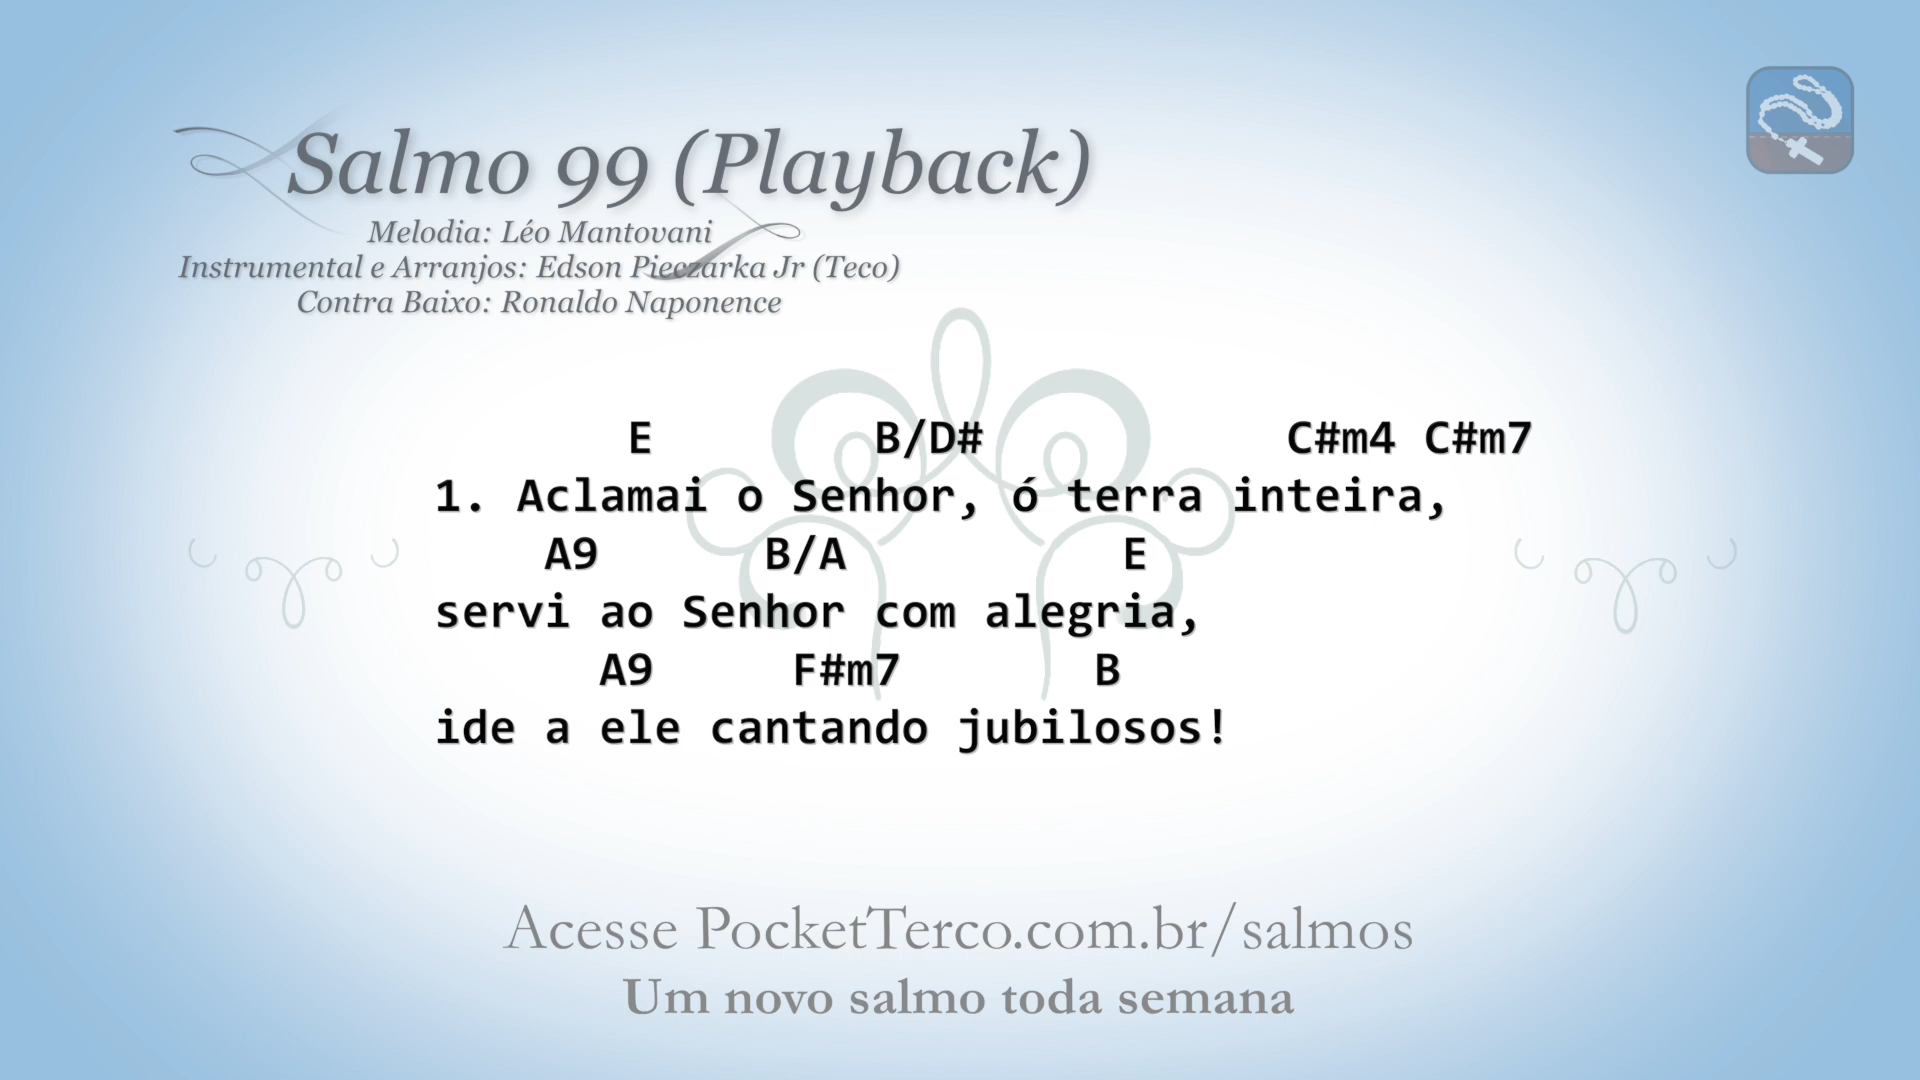 Salmo 99 (Playback)
Melodia: Léo Mantovani
Instrumental e Arranjos: Edson Pieczarka Jr (Teco)
Contra Baixo: Ronaldo Naponence
E B/D# C#m4 C#m7
1. Aclamai o Senhor, ó terra inteira,
A9 B/A E
servi ao Senhor com alegria,
A9 F#m7 B
ide a ele cantando jubilosos!
Acesse PocketTerco.com.br/salmos
Um novo salmo toda semana